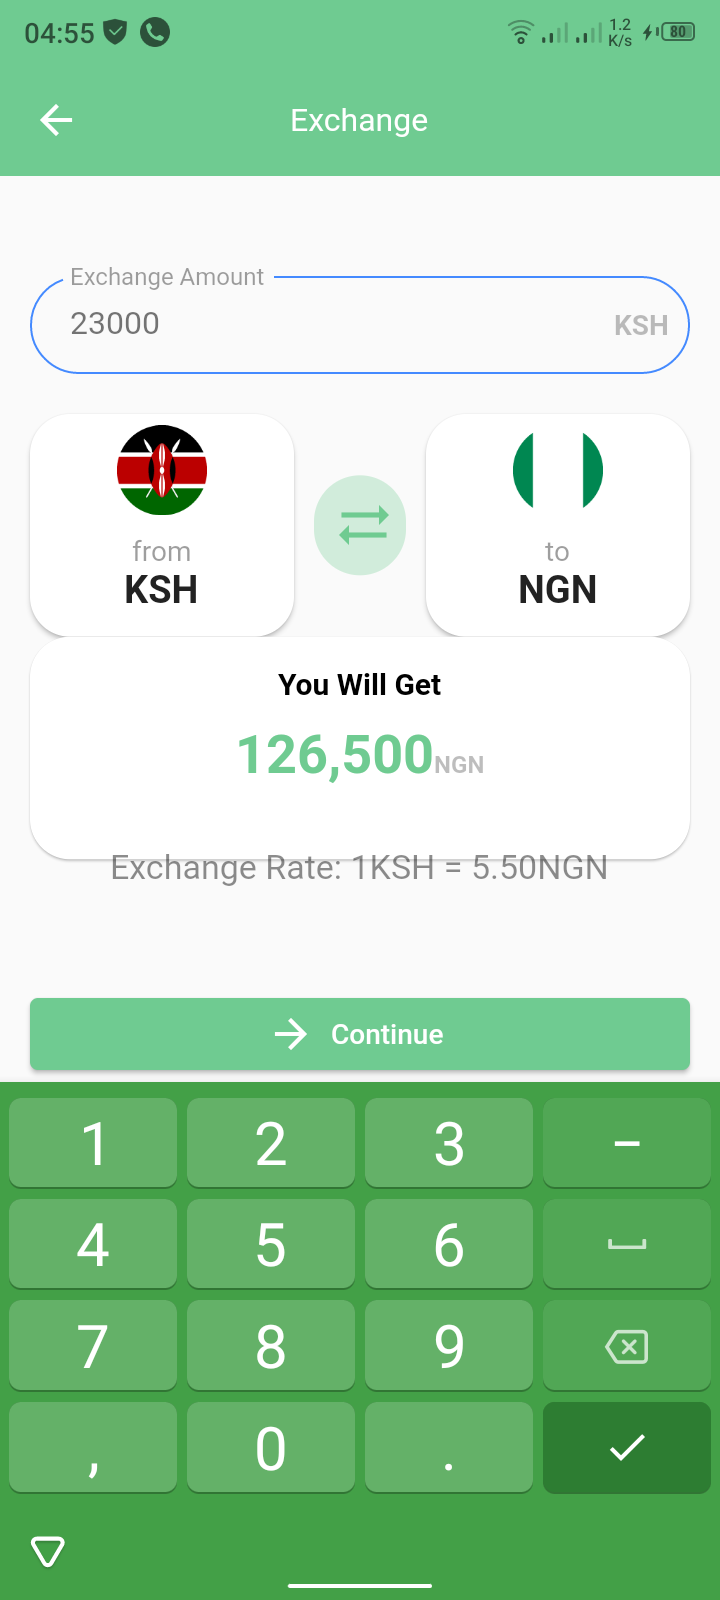 04:55
1.2
K/s
80
Exchange
Exchange Amount
23000
KSH
from
KSH
to
NGN
You Will Get
126,500NGN
Exchange Rate: 1KSH = 5.50NGN
Continue
1 2 3 –
4 5 6
7 8 9
, 0 .